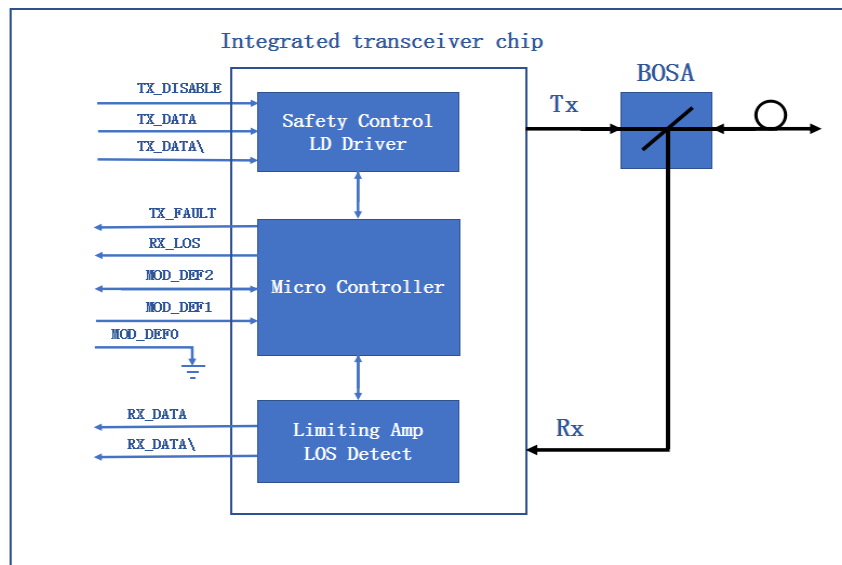 Integrated transceiver chip
BOSA
TX_DISABLE
TX_DATA
TX_DATA\
Safety Control
LD Driver
Tx
TX_FAULT
RX_LOS
MOD_DEF2
MOD_DEF1
MOD_DEF0
Micro Controller
RX_DATA
RX_DATA\
Limiting Amp
LOS Detect
Rx